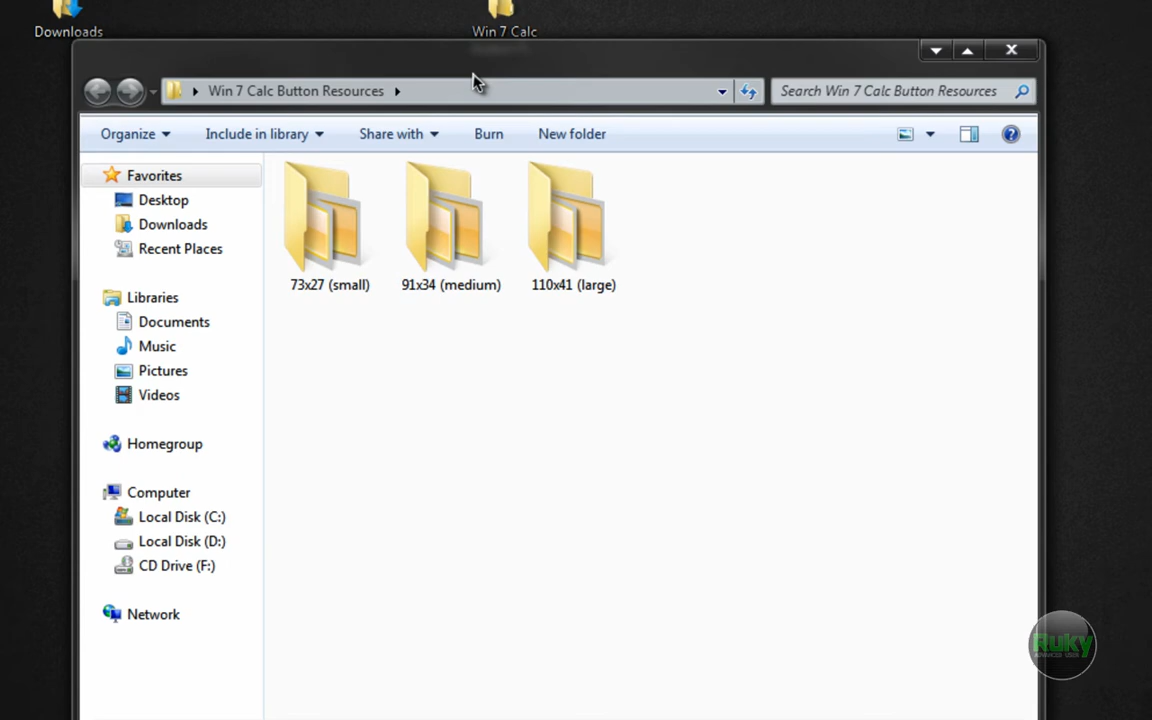 Downloads
Win 7 Calc
Win 7 Calc Button Resources
Search Win 7 Calc Button Resources
Organize
Include in library
Share with
Burn
New folder
Favorites
Desktop
Downloads
Recent Places
Libraries
Documents
Music
Pictures
Videos
Homegroup
Computer
Local Disk (C:)
Local Disk (D:)
CD Drive (F:)
Network
73x27 (small)
91x34 (medium)
110x41 (large)
Ruky